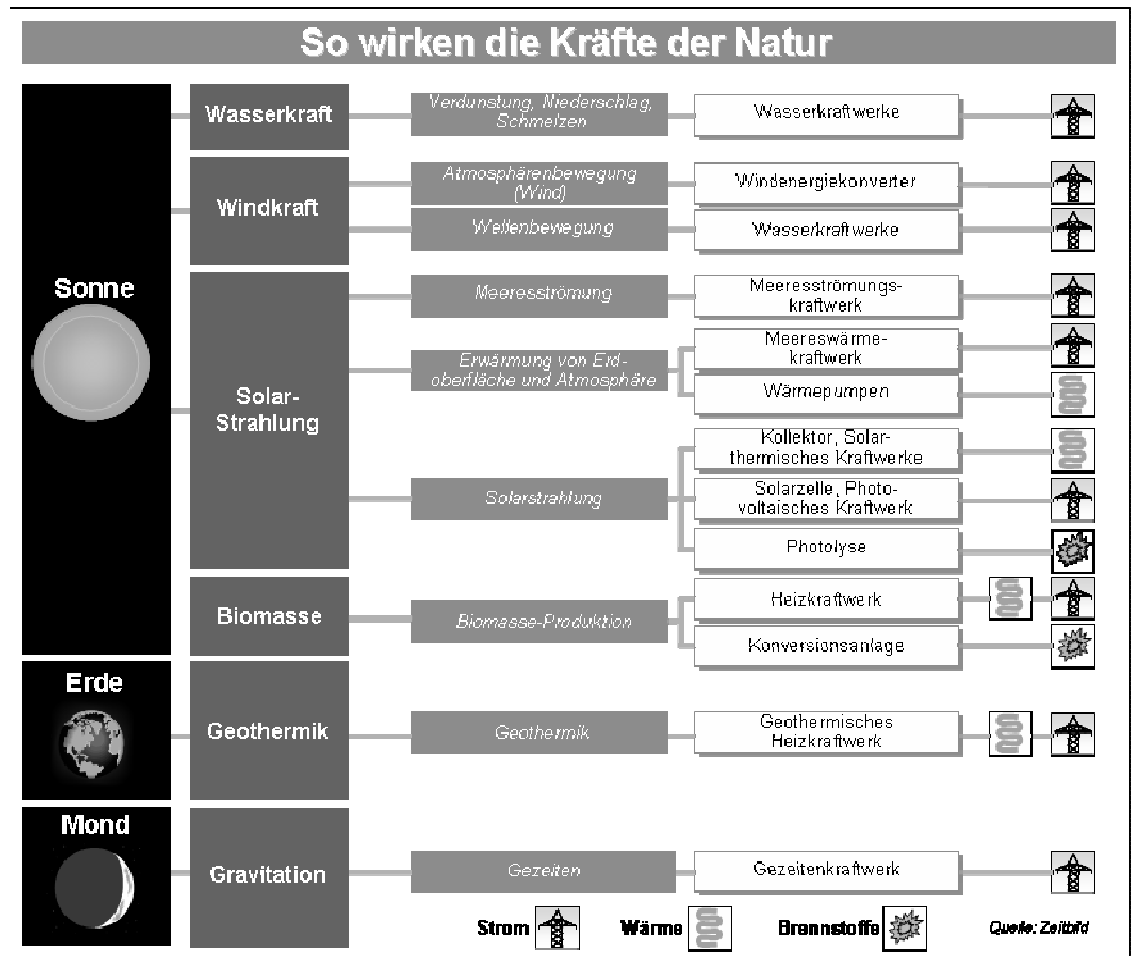 So wirken die Kräfte der Natur
Sonne
Wasserkraft
Verdunstung, Niederschlag,
Schmelzen
Wasserkraftwerke
Windkraft
Atmosphärenbewegung
(Wind)
Windenergiekonverter
Wellenbewegung
Wasserkraftwerke
Solar-
Strahlung
Meeresströmung
Meeresströmungs-
kraftwerk
Erwärmung von Erd-
oberfläche und Atmosphäre
Meereswärme-
kraftwerk
Wärmepumpen
Solarstrahlung
Kollektor, Solar-
thermisches Kraftwerke
Solarzelle, Photo-
voltaisches Kraftwerk
Photolyse
Biomasse
Biomasse-Produktion
Heizkraftwerk
Konversionsanlage
Erde
Geothermik
Geothermik
Geothermisches
Heizkraftwerk
Mond
Gravitation
Gezeiten
Gezeitenkraftwerk
Strom
Wärme
Brennstoffe
Quelle: Zeitbild